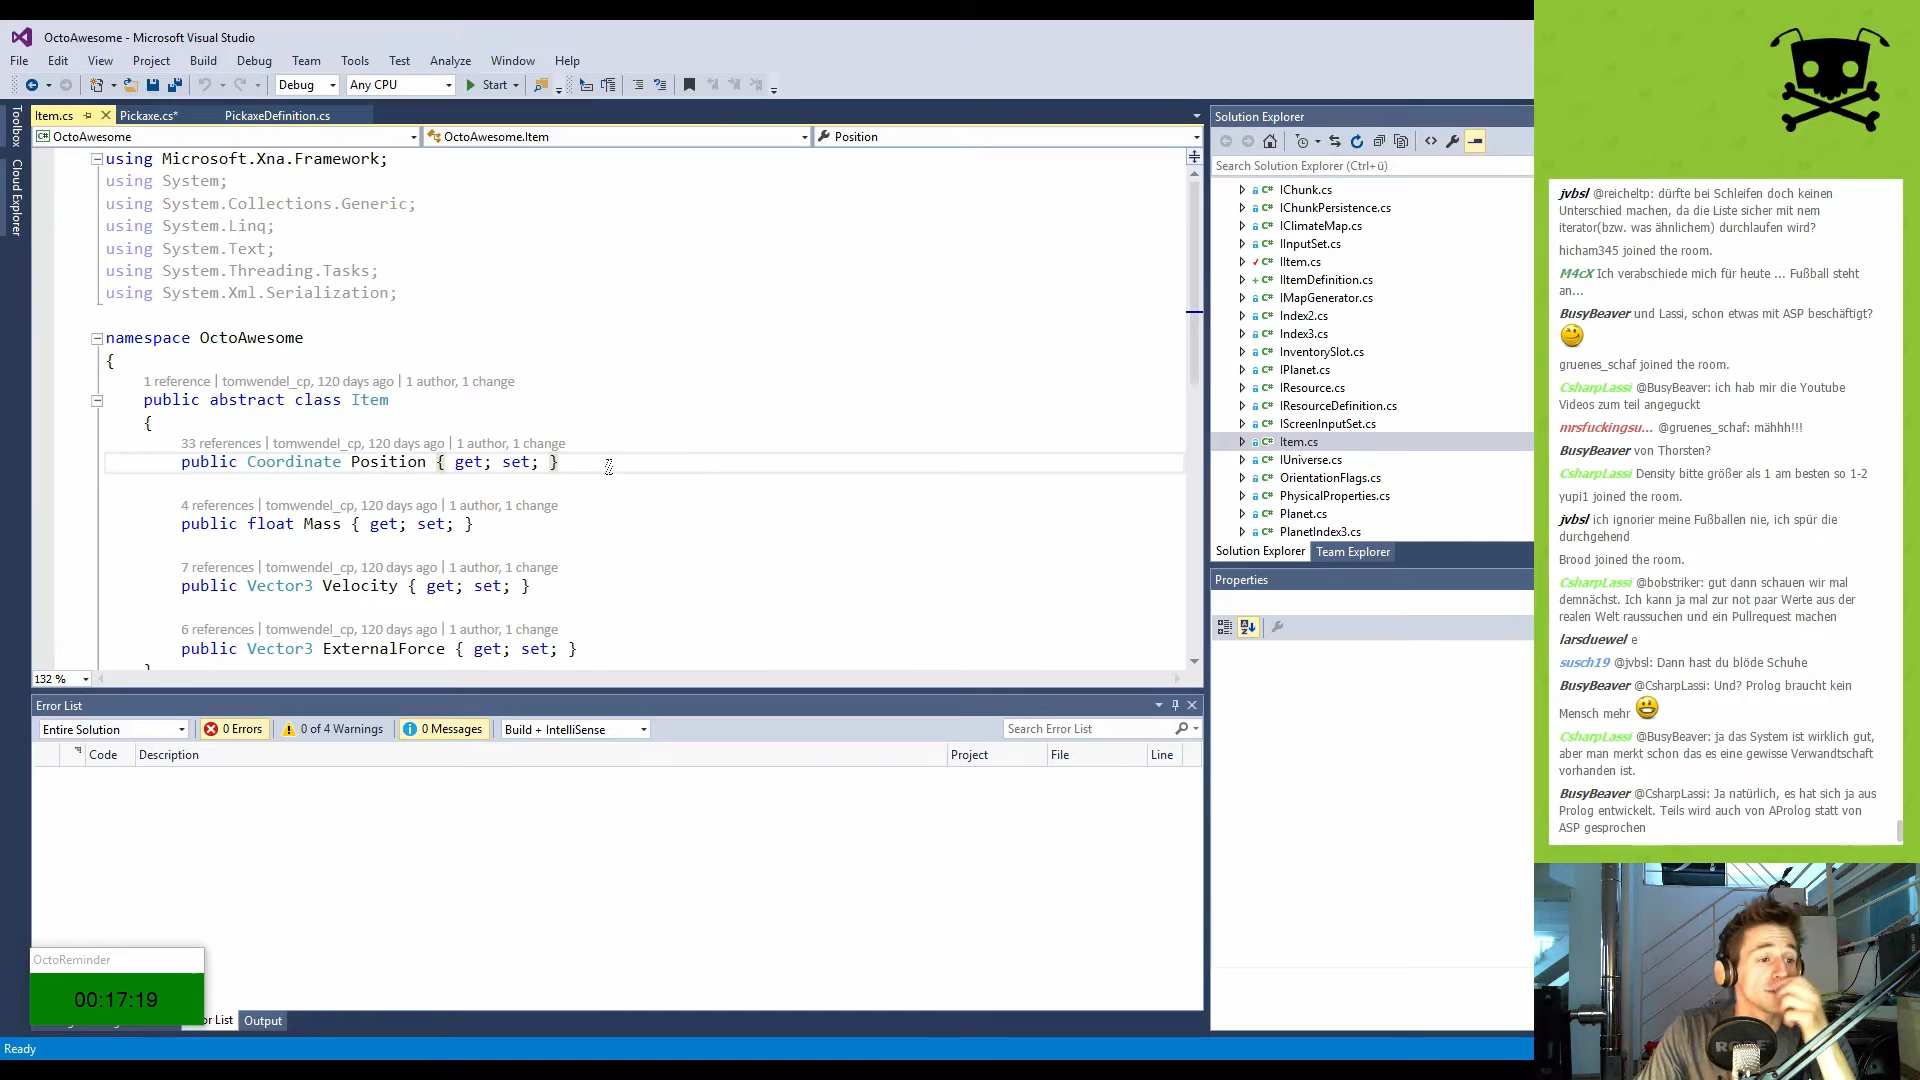 OctoAwesome - Microsoft Visual Studio
File Edit View Project Build Debug Team Tools Test Analyze Window Help
Debug Any CPU Start
Item.cs Pickaxe.cs* PickaxeDefinition.cs
OctoAwesome OctoAwesome.Item Position
Toolbox
Cloud Explorer
using Microsoft.Xna.Framework;
using System;
using System.Collections.Generic;
using System.Linq;
using System.Text;
using System.Threading.Tasks;
using System.Xml.Serialization;
namespace OctoAwesome
{
1 reference | tomwendel_cp, 120 days ago | 1 author, 1 change
public abstract class Item
{
33 references | tomwendel_cp, 120 days ago | 1 author, 1 change
public Coordinate Position { get; set; }
4 references | tomwendel_cp, 120 days ago | 1 author, 1 change
public float Mass { get; set; }
7 references | tomwendel_cp, 120 days ago | 1 author, 1 change
public Vector3 Velocity { get; set; }
6 references | tomwendel_cp, 120 days ago | 1 author, 1 change
public Vector3 ExternalForce { get; set; }
132 %
Error List
Entire Solution 0 Errors 0 of 4 Warnings 0 Messages Build + IntelliSense Search Error List
Code Description Project File Line
OctoReminder
00:17:19
or List Output
Ready
Solution Explorer
Search Solution Explorer (Ctrl+ü)
IChunk.cs
IChunkPersistence.cs
IClimateMap.cs
IInputSet.cs
IItem.cs
IItemDefinition.cs
IMapGenerator.cs
Index2.cs
Index3.cs
InventorySlot.cs
IPlanet.cs
IResource.cs
IResourceDefinition.cs
IScreenInputSet.cs
Item.cs
IUniverse.cs
OrientationFlags.cs
PhysicalProperties.cs
Planet.cs
PlanetIndex3.cs
Solution Explorer Team Explorer
Properties
jvbsl @reicheltp: dürfte bei Schleifen doch keinen
Unterschied machen, da die Liste sicher mit nem
iterator(bzw. was ähnlichem) durchlaufen wird?
hicham345 joined the room.
M4cX Ich verabschiede mich für heute ... Fußball steht
an...
BusyBeaver und Lassi, schon etwas mit ASP beschäftigt?
gruenes_schaf joined the room.
CsharpLassi @BusyBeaver: ich hab mir die Youtube
Videos zum teil angeguckt
mrsfuckingsu... @gruenes_schaf: mähhh!!!
BusyBeaver von Thorsten?
CsharpLassi Density bitte größer als 1 am besten so 1-2
yupi1 joined the room.
jvbsl ich ignorier meine Fußballen nie, ich spür die
durchgehend
Brood joined the room.
CsharpLassi @bobstriker: gut dann schauen wir mal
demnächst. Ich kann ja mal zur not paar Werte aus der
realen Welt raussuchen und ein Pullrequest machen
larsduewel e
susch19 @jvbsl: Dann hast du blöde Schuhe
BusyBeaver @CsharpLassi: Und? Prolog braucht kein
Mensch mehr
CsharpLassi @BusyBeaver: ja das System ist wirklich gut,
aber man merkt schon das es eine gewisse Verwandtschaft
vorhanden ist.
BusyBeaver @CsharpLassi: Ja natürlich, es hat sich ja aus
Prolog entwickelt. Teils wird auch von AProlog statt von
ASP gesprochen